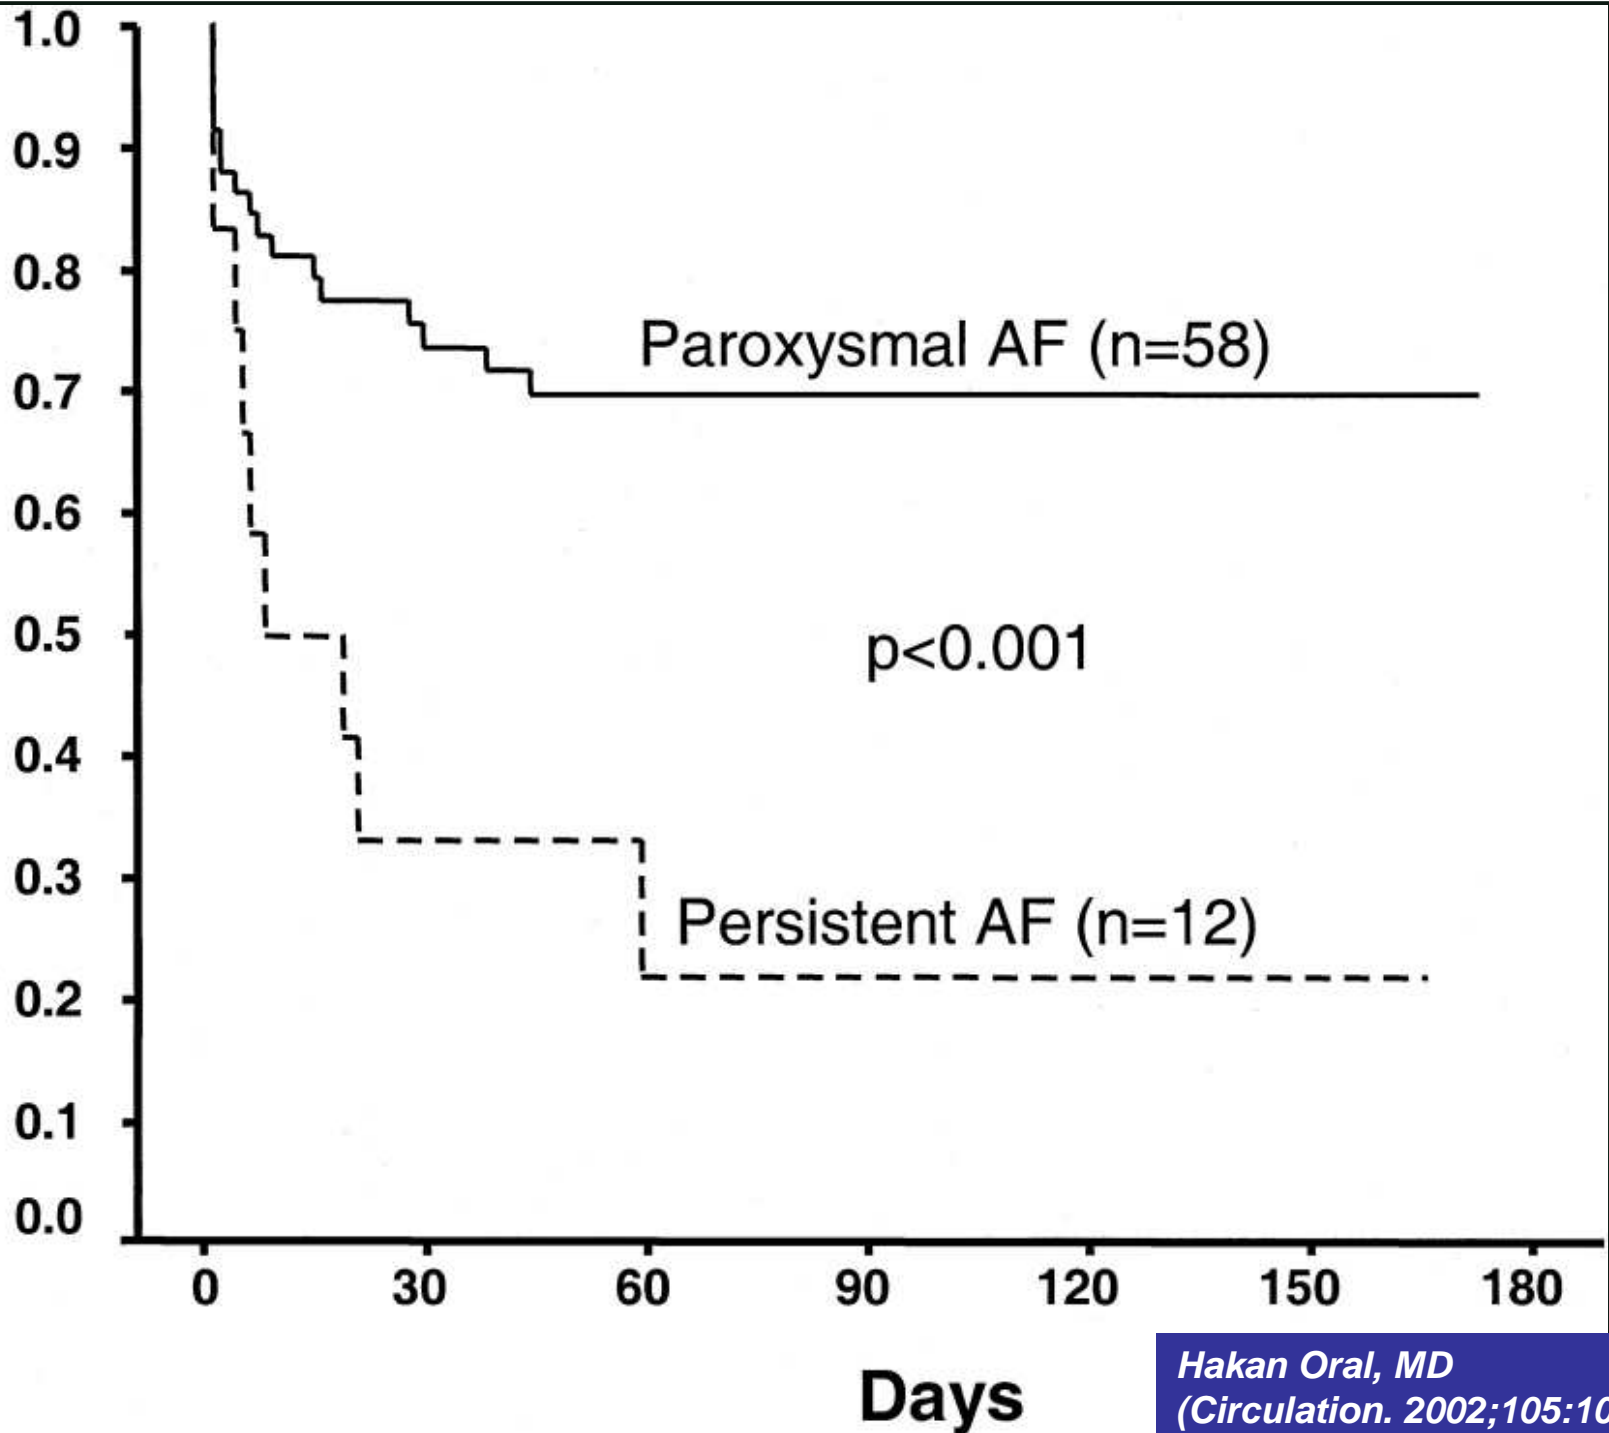 1.0
0.9
0.8
0.7
0.6
0.5
0.4
0.3
0.2
0.1
0.0
Paroxysmal AF (n=58)
p<0.001
Persistent AF (n=12)
0 30 60 90 120 150 180
Days
Hakan Oral, MD
(Circulation. 2002;105:10